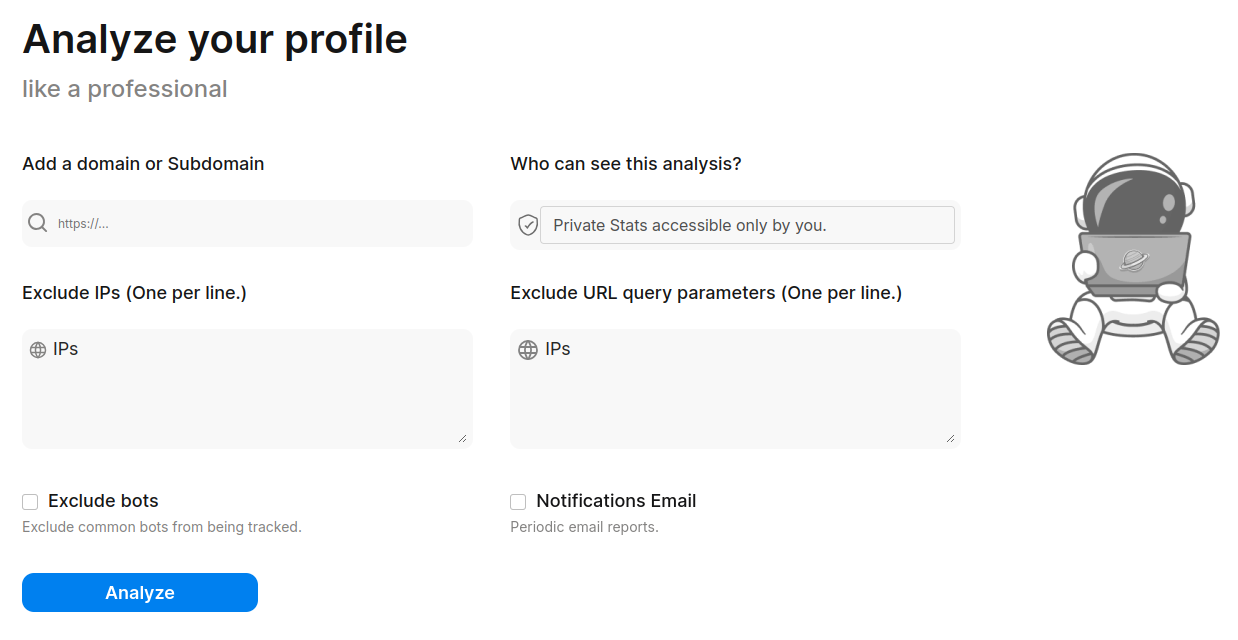 Analyze your profile
like a professional
Add a domain or Subdomain
Who can see this analysis?
https://...
Private Stats accessible only by you.
Exclude IPs (One per line.)
Exclude URL query parameters (One per line.)
IPs
IPs
Exclude bots
Notifications Email
Exclude common bots from being tracked.
Periodic email reports.
Analyze